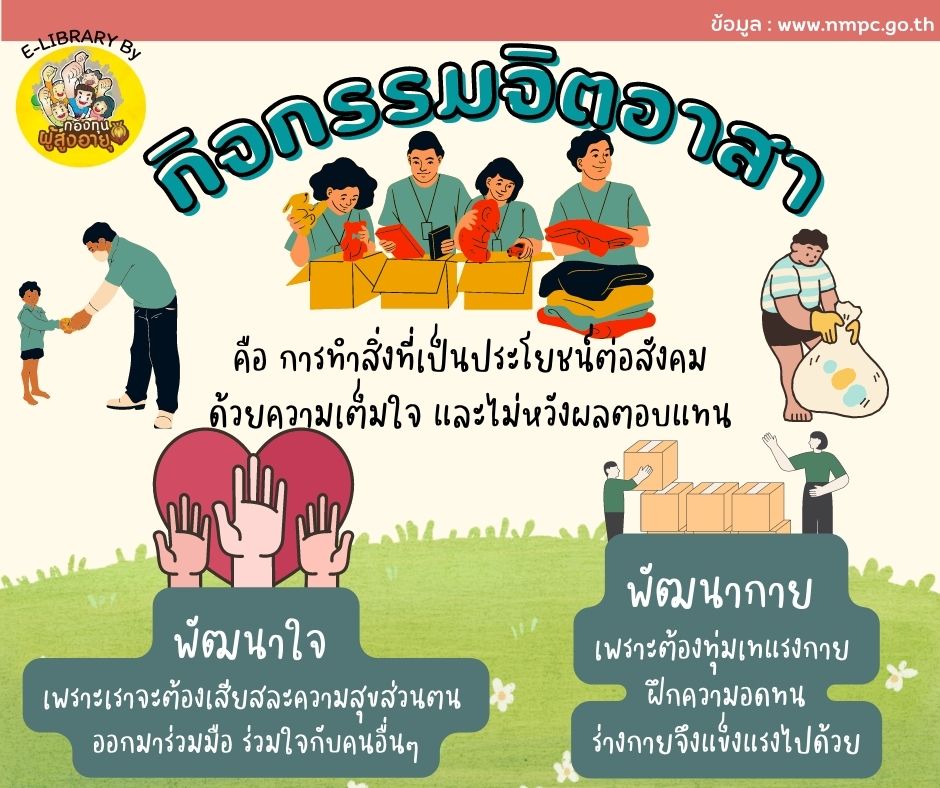 ข้อมูล : www.nmpc.go.th
E-LIBRARY By
กองทุน
ผู้สูงอายุ
กิจกรรมจิตอาสา
คือ การทำสิ่งที่เป็นประโยชน์ต่อสังคม
ด้วยความเต็มใจ และไม่หวังผลตอบแทน
พัฒนาใจ
เพราะเราจะต้องเสียสละความสุขส่วนตน
ออกมาร่วมมือ ร่วมใจกับคนอื่นๆ
พัฒนากาย
เพราะต้องทุ่มเทแรงกาย
ฝึกความอดทน
ร่างกายจึงแข็งแรงไปด้วย